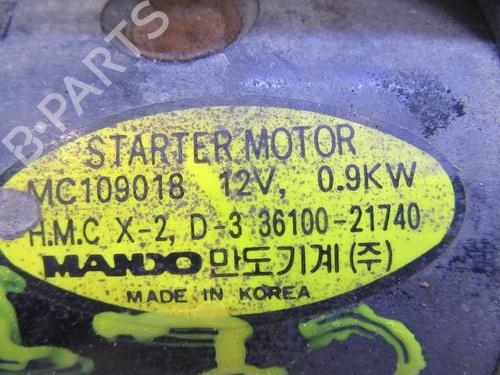 B-PARTS
STARTER MOTOR
MC109018 12V, 0.9KW
H.M.C X-2, D-3 36100-21740
MANDO 만도기계(주)
MADE IN KOREA